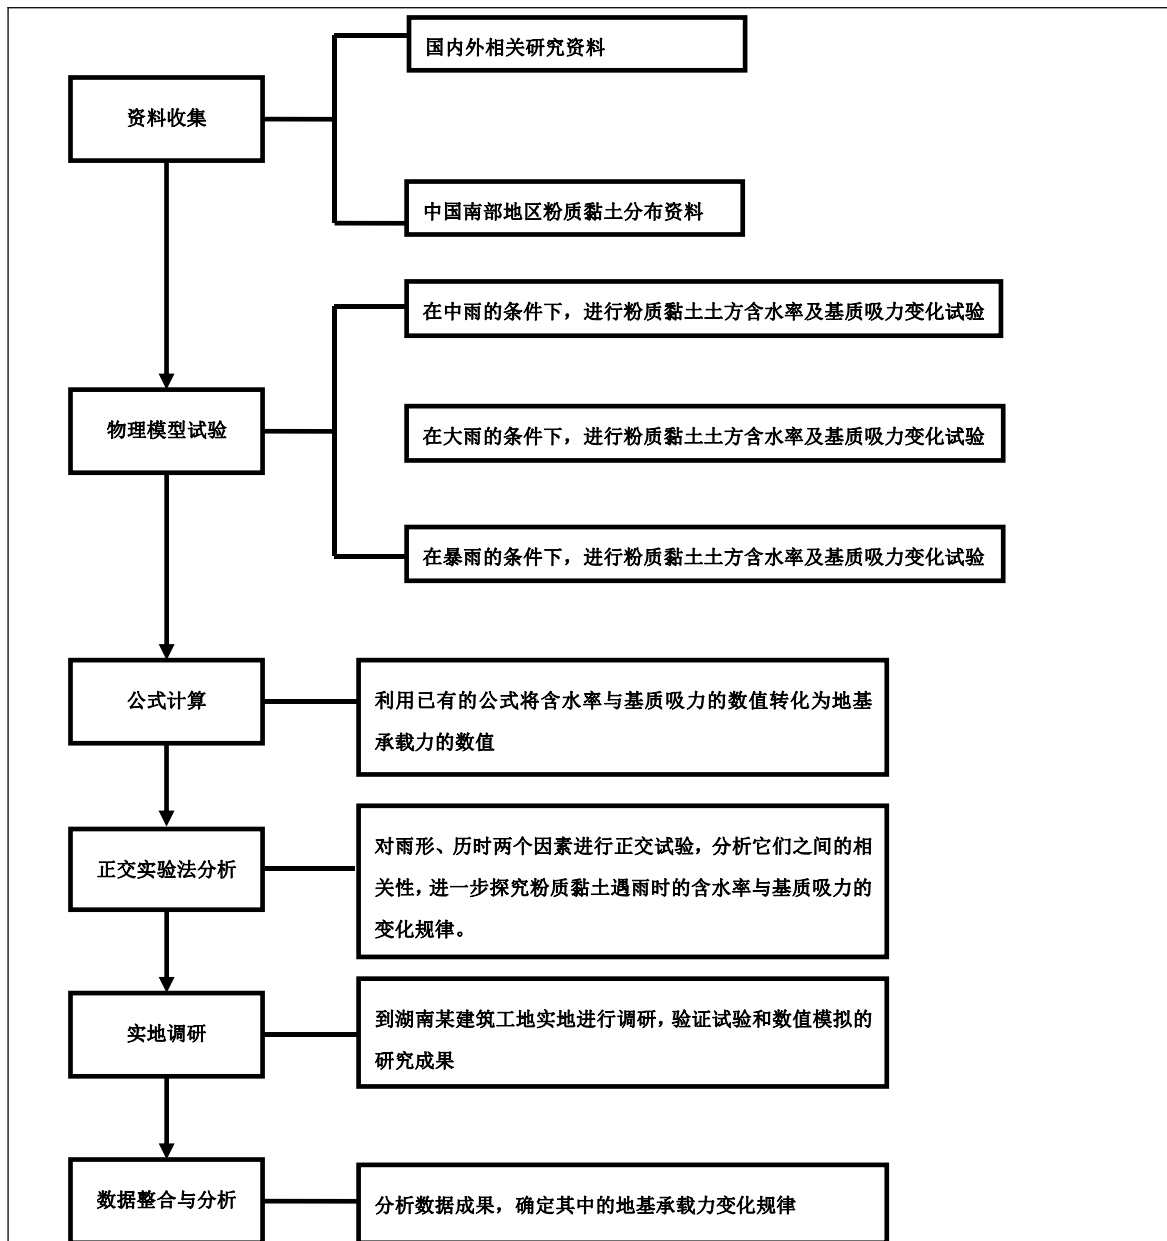 国内外相关研究资料
资料收集
中国南部地区粉质黏土分布资料
在中雨的条件下，进行粉质黏土土方含水率及基质吸力变化试验
物理模型试验
在大雨的条件下，进行粉质黏土土方含水率及基质吸力变化试验
在暴雨的条件下，进行粉质黏土土方含水率及基质吸力变化试验
公式计算
利用已有的公式将含水率与基质吸力的数值转化为地基
承载力的数值
正交实验法分析
对雨形、历时两个因素进行正交试验，分析它们之间的相
关性，进一步探究粉质黏土遇雨时的含水率与基质吸力的
变化规律。
实地调研
到湖南某建筑工地实地进行调研，验证试验和数值模拟的
研究成果
数据整合与分析
分析数据成果，确定其中的地基承载力变化规律